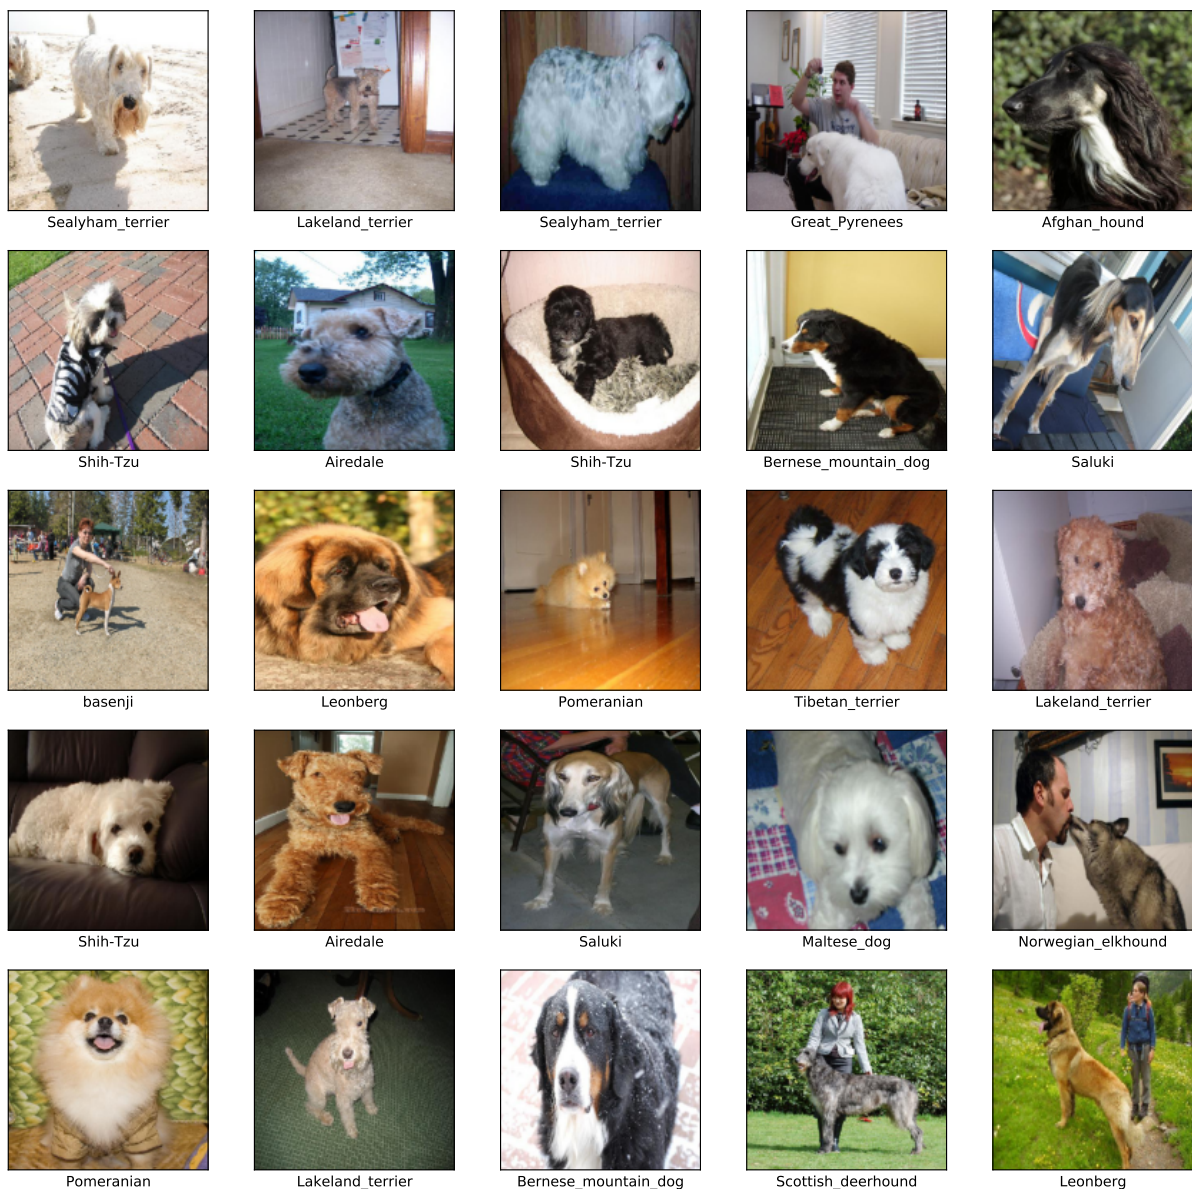 Sealyham_terrier
Lakeland_terrier
Sealyham_terrier
Great_Pyrenees
Afghan_hound
Shih-Tzu
Airedale
Shih-Tzu
Bernese_mountain_dog
Saluki
basenji
Leonberg
Pomeranian
Tibetan_terrier
Lakeland_terrier
Shih-Tzu
Airedale
Saluki
Maltese_dog
Norwegian_elkhound
Pomeranian
Lakeland_terrier
Bernese_mountain_dog
Scottish_deerhound
Leonberg